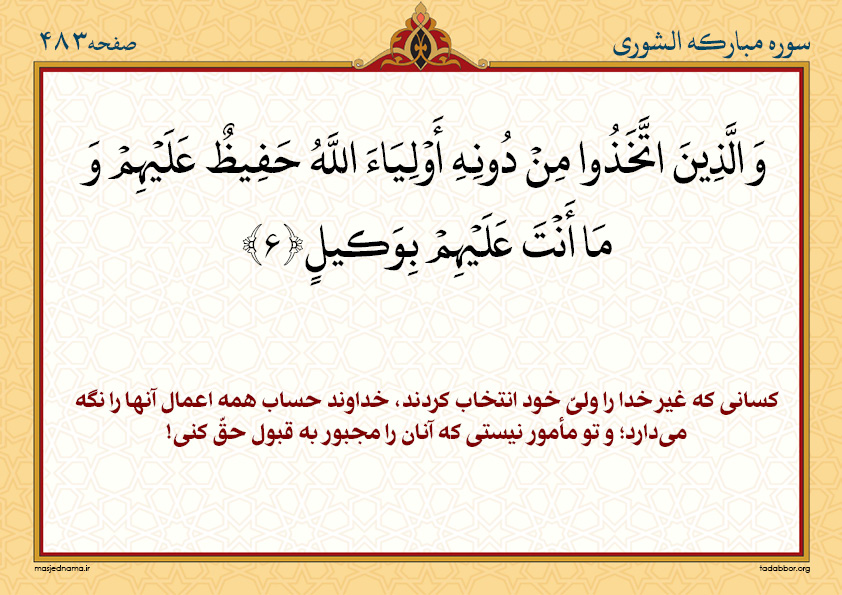 سوره مبارکه الشوری
صفحه۴۸۳
وَ الَّذِينَ اتَّخَذُوا مِنْ دُونِهِ أَوْلِيَاءَ اللَّهُ حَفِيظٌ عَلَيْهِمْ وَ
مَا أَنْتَ عَلَيْهِمْ بِوَكيلٍ﴿۶﴾
کسانی که غیر خدا را ولیّ خود انتخاب کردند، خداوند حساب همه اعمال آنها را نگه
می‌دارد؛ و تو مأمور نیستی که آنان را مجبور به قبول حقّ کنی!
masjednama.ir
tadabbor.org